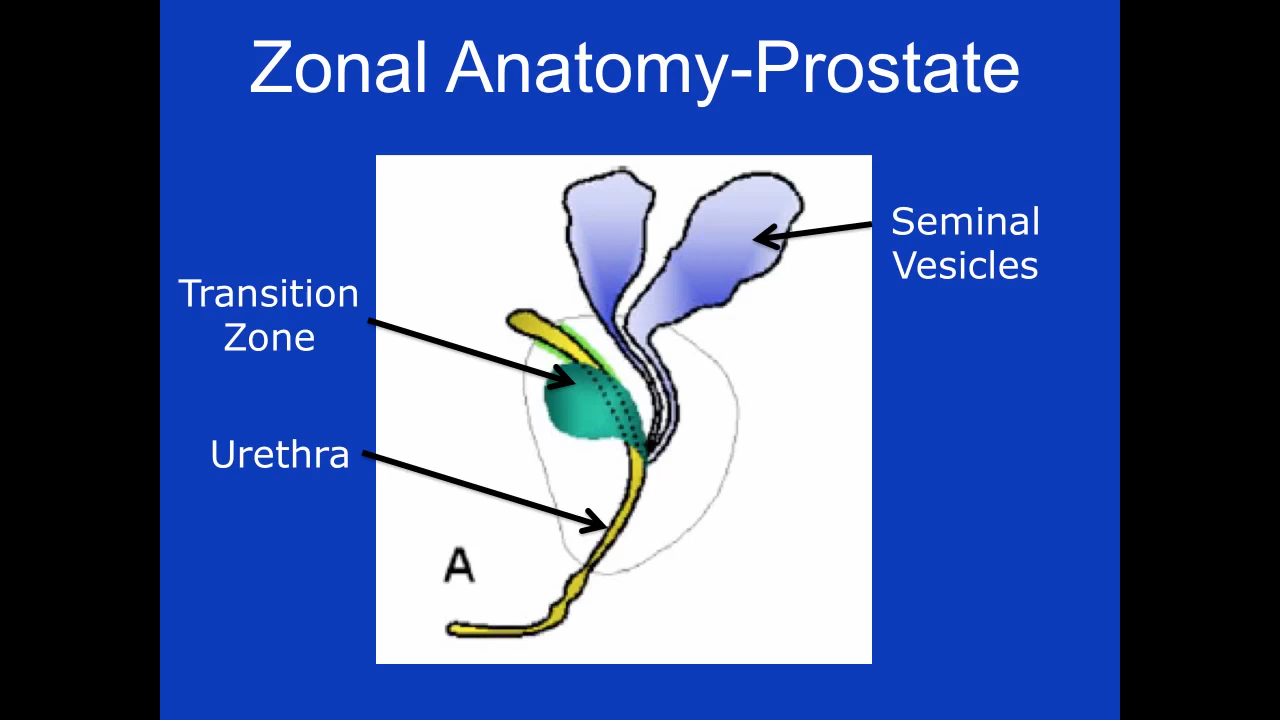 Zonal Anatomy-Prostate
Seminal
Vesicles
Transition
Zone
Urethra
A